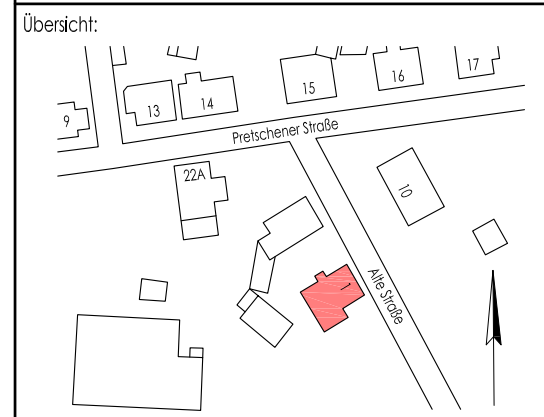 Übersicht:
17
16
15
14
13
9
Pretschener Straße
22A
10
Alte Straße
1